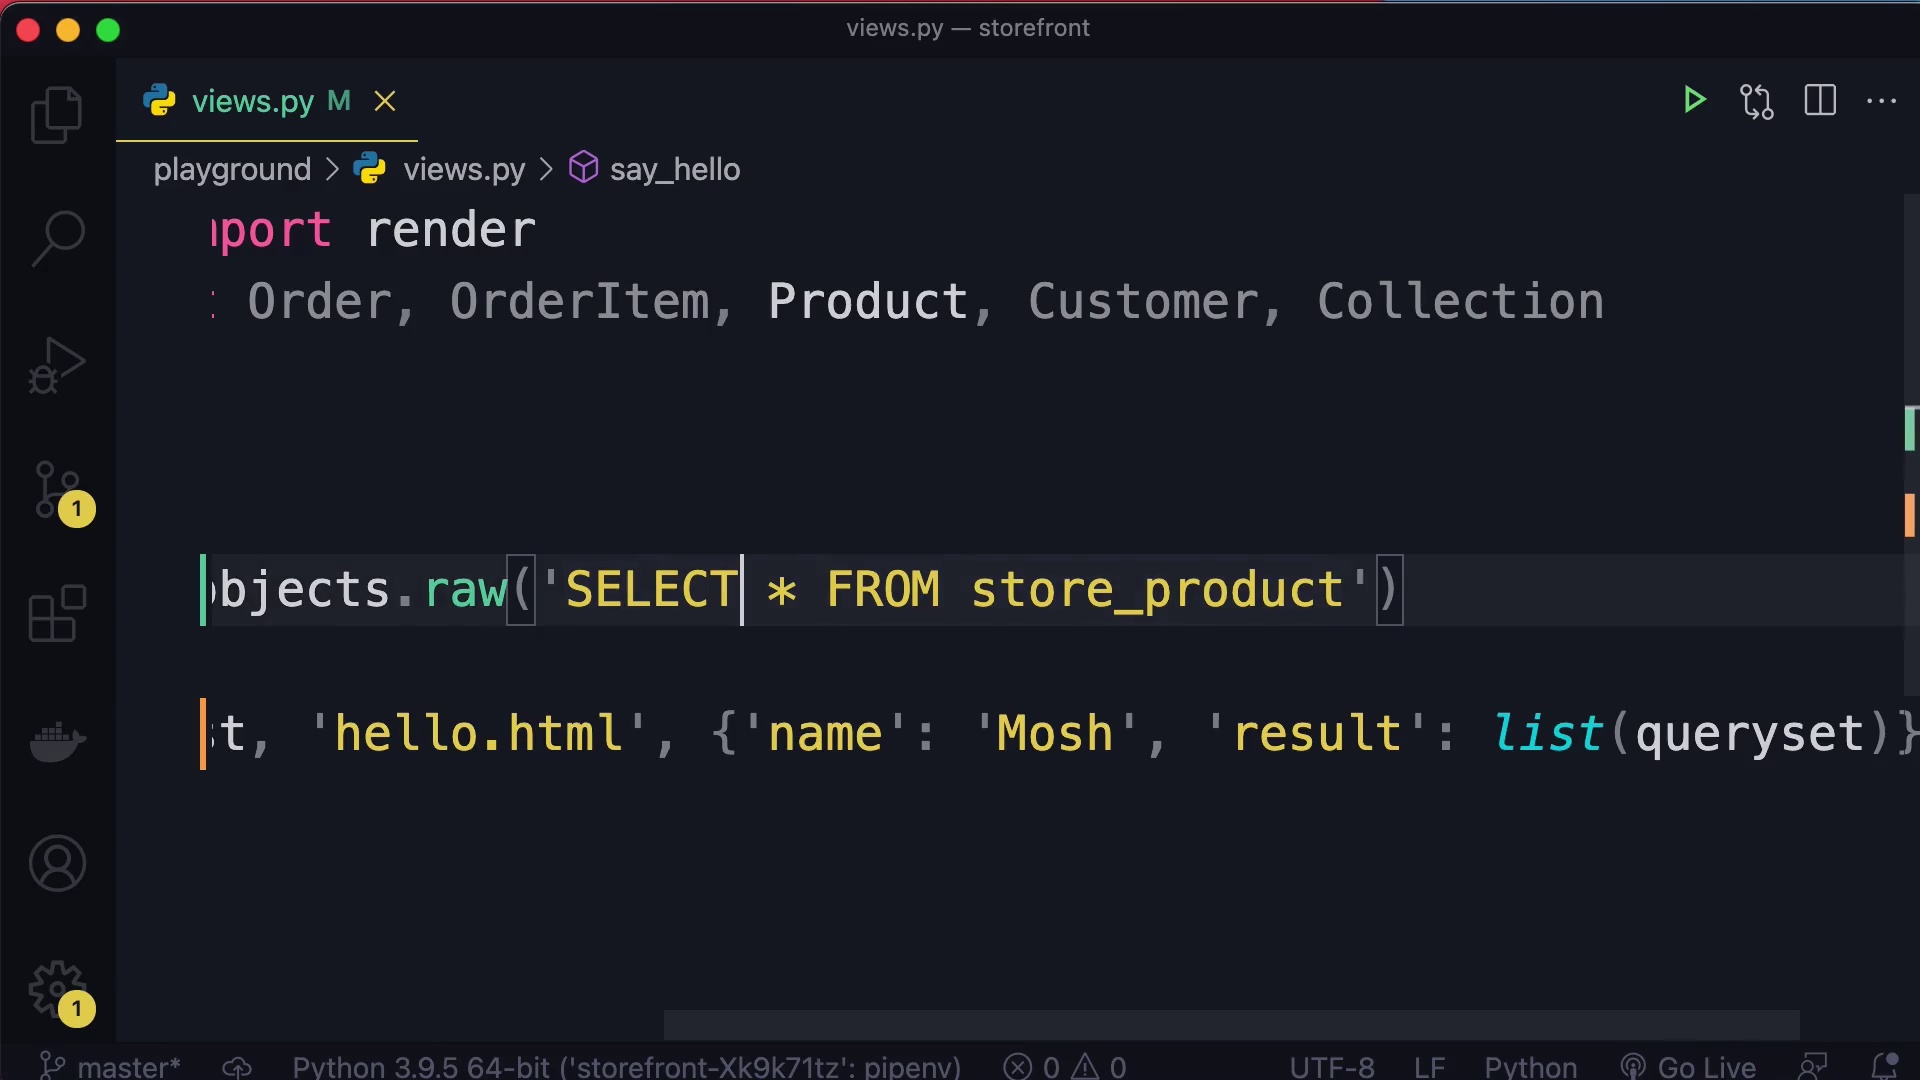 views.py — storefront
views.py M
playground > views.py > say_hello
port render
Order, OrderItem, Product, Customer, Collection
objects.raw('SELECT * FROM store_product')
t, 'hello.html', {'name': 'Mosh', 'result': list(queryset)}
1
1
master* Python 3.9.5 64-bit ('storefront-Xk9k71tz': pipenv) 0 0 UTF-8 LF Python Go Live